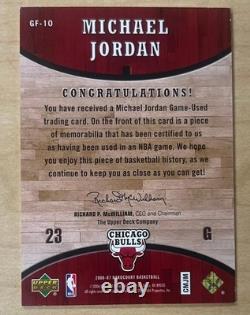 GF-10
MICHAEL
JORDAN
CONGRATULATIONS!
You have received a Michael Jordan Game-Used
trading card. On the front of this card is a piece
of memorabilia that has been certified to us
as having been used in an NBA game. We hope
you enjoy this piece of basketball history, as we
continue to keep you as close as you can get!
RICHARD P. McWILLIAM, CEO and Chairman
The Upper Deck Company
23
CHICAGO
BULLS
G
UPPER DECK
NBA
2006-07 HARDCOURT BASKETBALL
CMJM